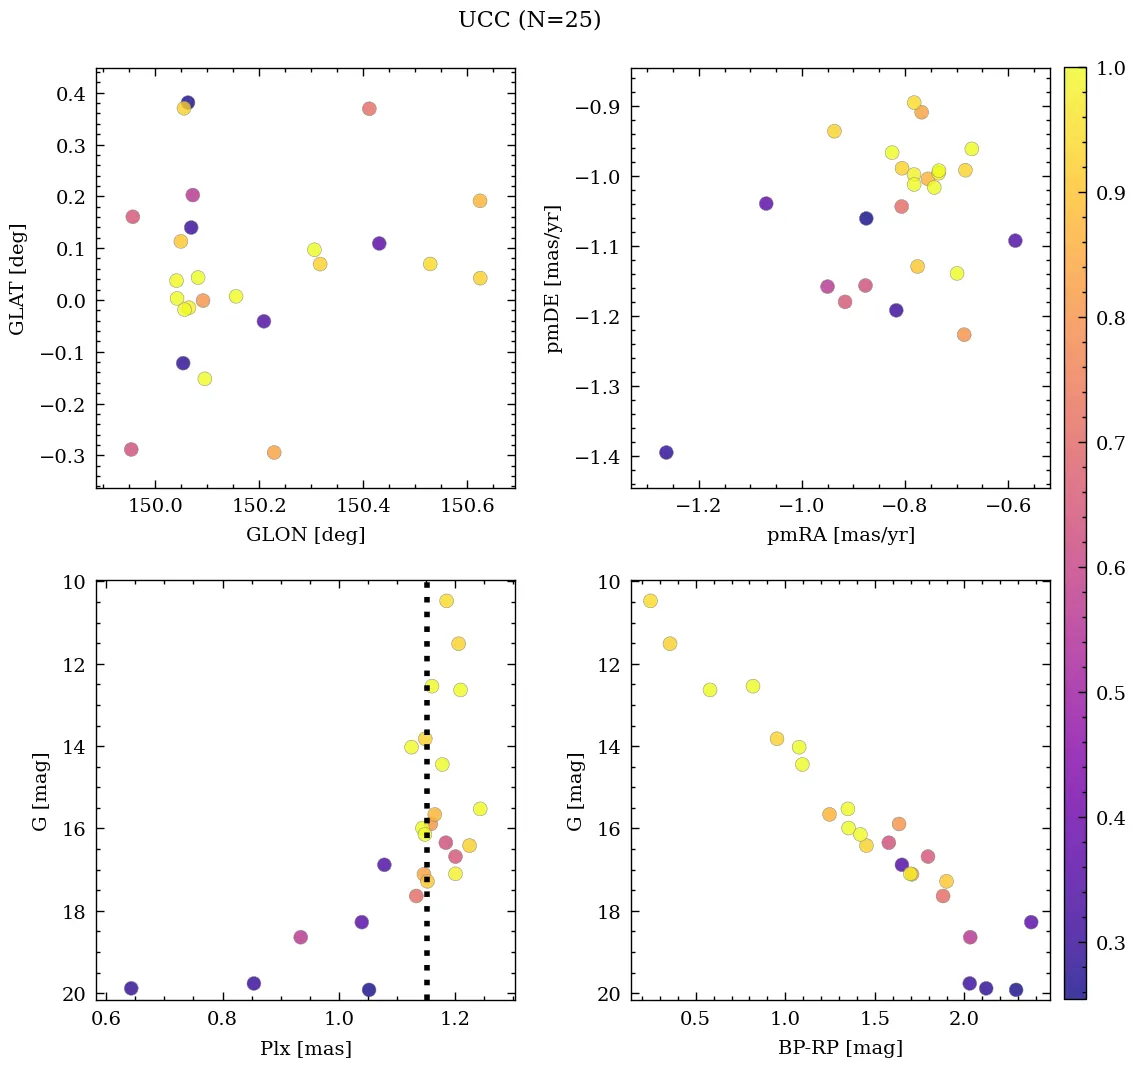 UCC (N=25)
0.4
0.3
0.2
0.1
0.0
−0.1
−0.2
−0.3
GLAT [deg]
150.0 150.2 150.4 150.6
GLON [deg]
−0.9
−1.0
−1.1
−1.2
−1.3
−1.4
pmDE [mas/yr]
−1.2 −1.0 −0.8 −0.6
pmRA [mas/yr]
10
12
14
16
18
20
G [mag]
0.6 0.8 1.0 1.2
Plx [mas]
10
12
14
16
18
20
G [mag]
0.5 1.0 1.5 2.0
BP-RP [mag]
1.0
0.9
0.8
0.7
0.6
0.5
0.4
0.3